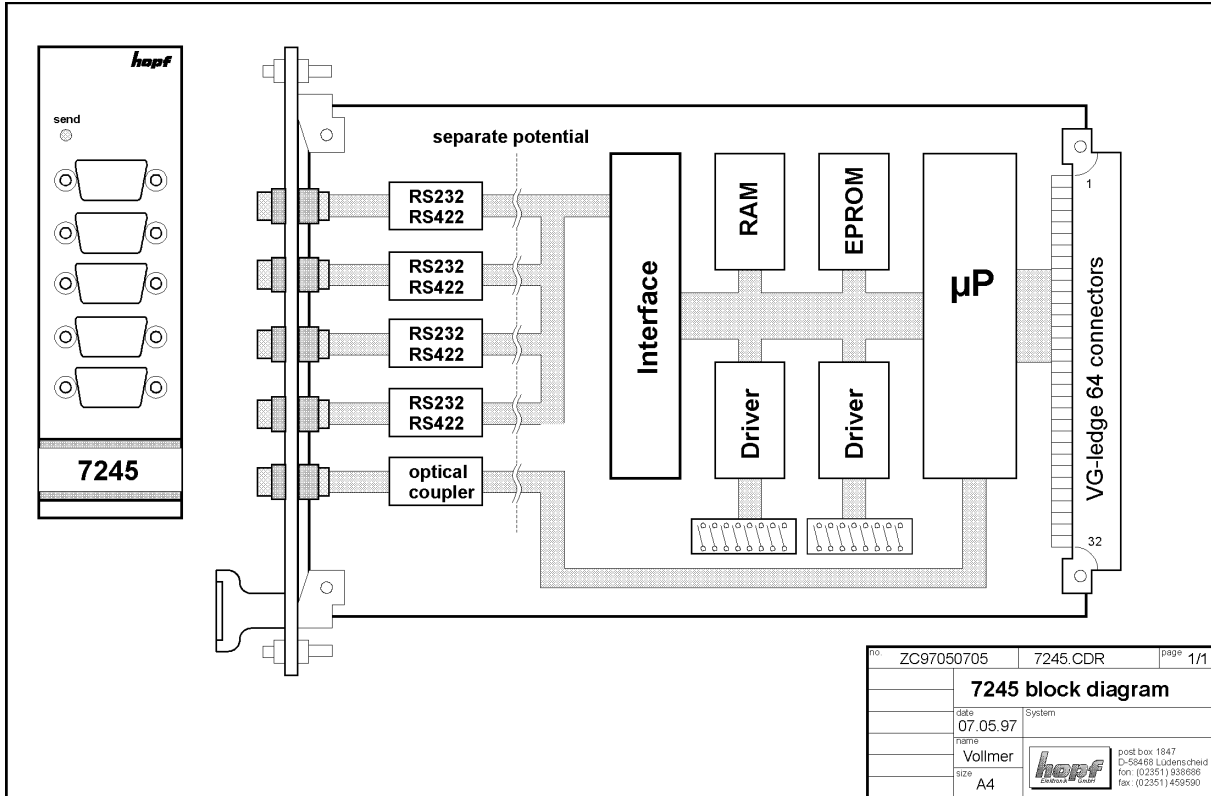 hopf
send
7245
separate potential
RS232
RS422
RS232
RS422
RS232
RS422
RS232
RS422
optical
coupler
Interface
RAM
EPROM
Driver
Driver
µP
1
VG-ledge 64 connectors
32
no. ZC97050705 7245.CDR page 1/1
7245 block diagram
date System
07.05.97
name
Vollmer
size
A4
hopf
Elektronik GmbH
post box 1847
D-58468 Lüdenscheid
fon: (02351) 938686
fax: (02351) 459590